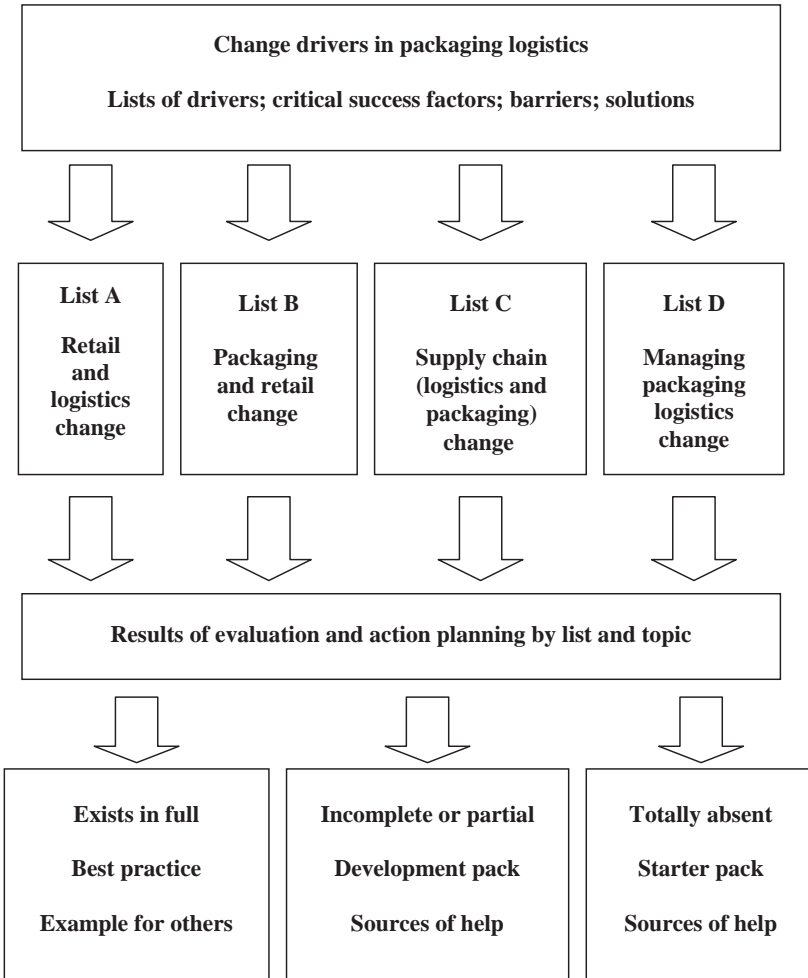 Change drivers in packaging logistics
Lists of drivers; critical success factors; barriers; solutions
List A
Retail
and
logistics
change
List B
Packaging
and retail
change
List C
Supply chain
(logistics and
packaging)
change
List D
Managing
packaging
logistics
change
Results of evaluation and action planning by list and topic
Exists in full
Best practice
Example for others
Incomplete or partial
Development pack
Sources of help
Totally absent
Starter pack
Sources of help